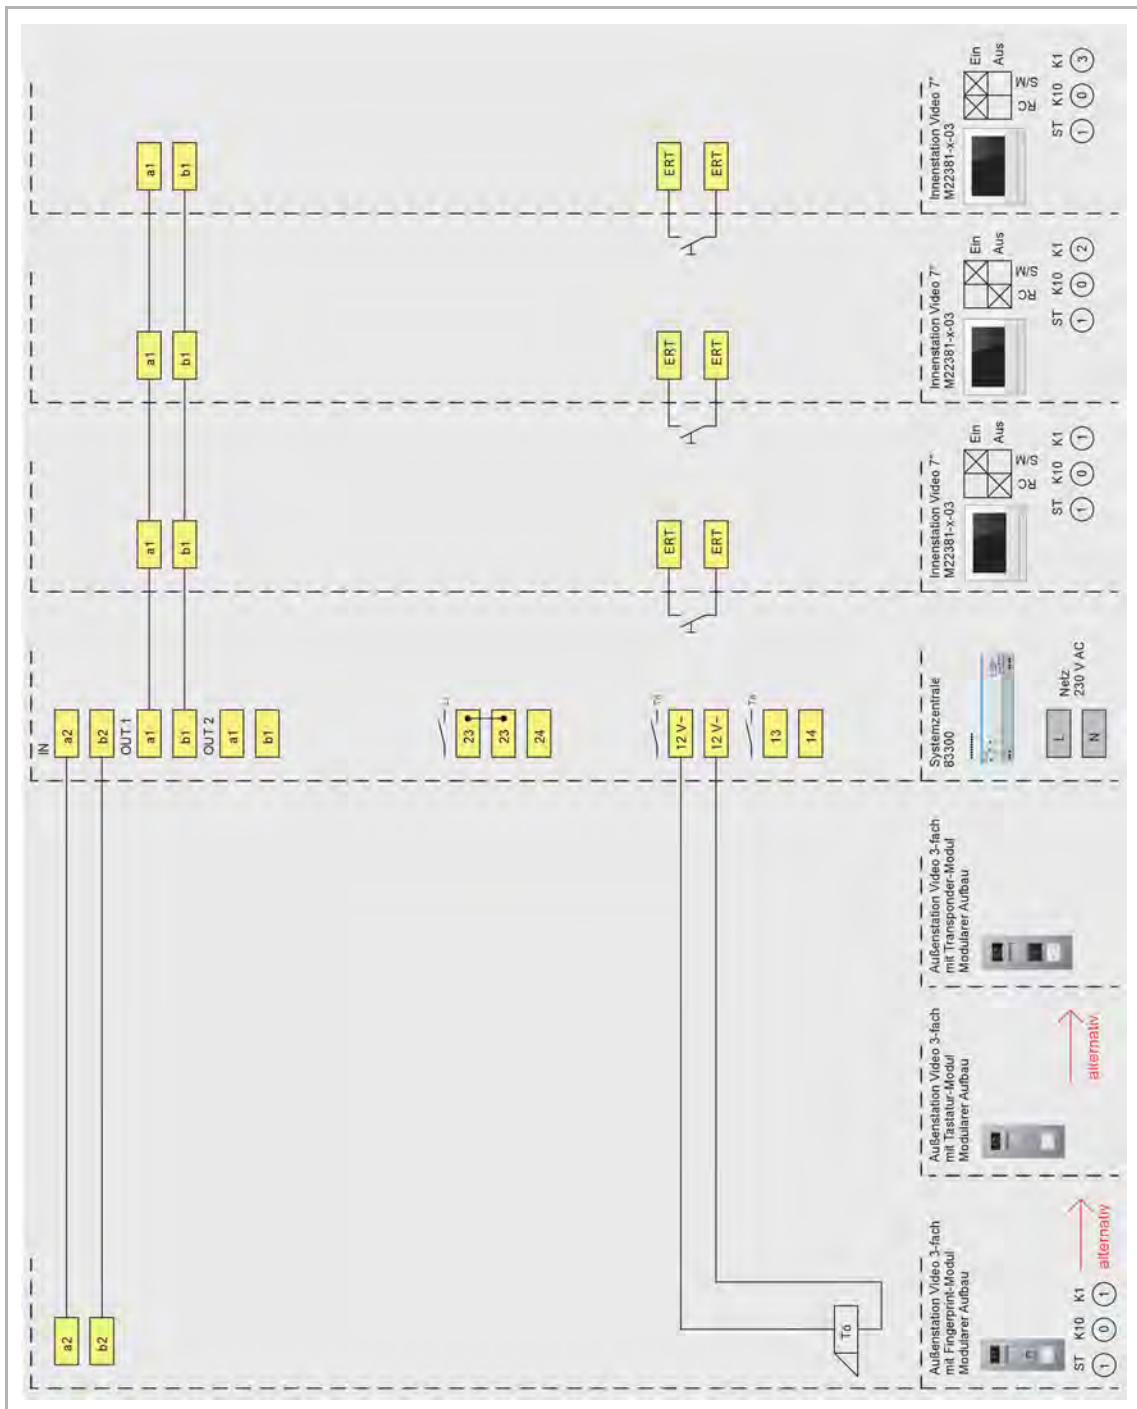 a2
b2
Tö
Außenstation Video 3-fach
mit Fingerprint-Modul
Modularer Aufbau
ST K10 K1
1 0 1
alternativ
Außenstation Video 3-fach
mit Tastatur-Modul
Modularer Aufbau
alternativ
Außenstation Video 3-fach
mit Transponder-Modul
Modularer Aufbau
IN
a2
b2
OUT 1
a1
b1
OUT 2
a1
b1
Li
23
23
24
Tö
12 V~
12 V~
Tö
13
14
Systemzentrale
83300
L
N
Netz
230 V AC
a1
b1
ERT
ERT
Innenstation Video 7"
M22381-x-03
Ein
Aus
RC S/M
ST K10 K1
1 0 1
a1
b1
ERT
ERT
Innenstation Video 7"
M22381-x-03
Ein
Aus
RC S/M
ST K10 K1
1 0 2
a1
b1
ERT
ERT
Innenstation Video 7"
M22381-x-03
Ein
Aus
RC S/M
ST K10 K1
1 0 3